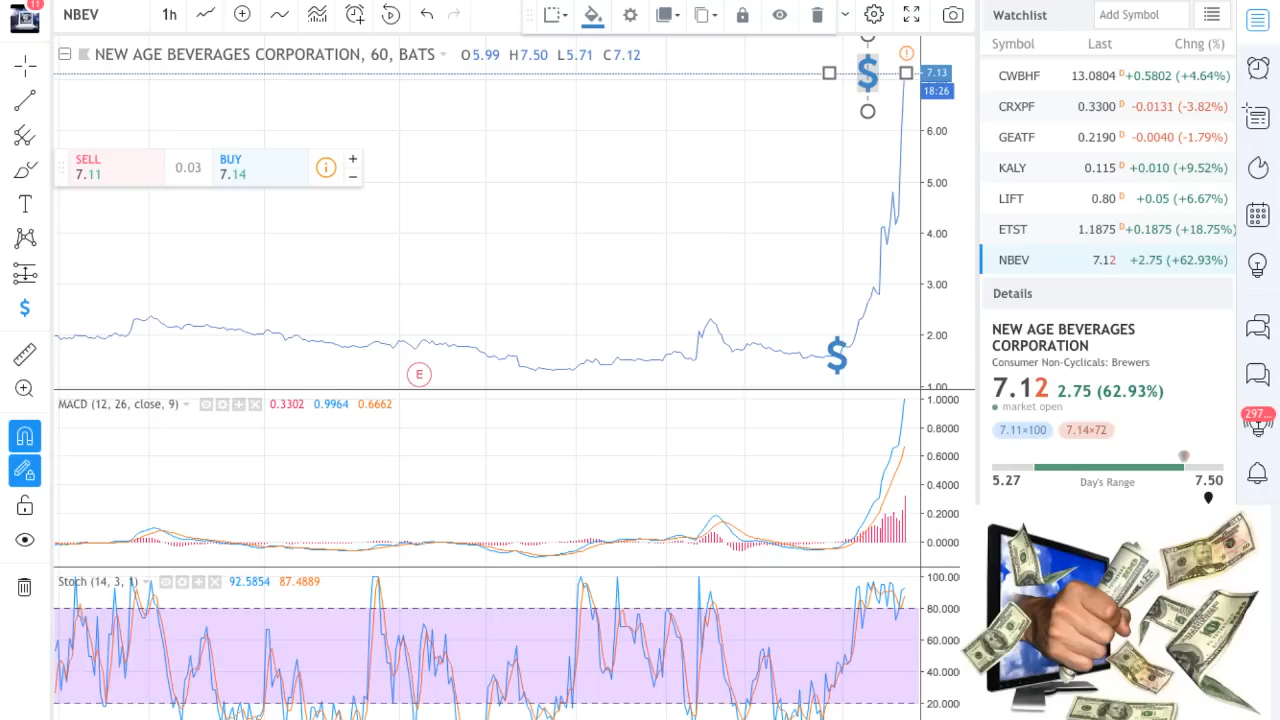 11
NBEV
1h
NEW AGE BEVERAGES CORPORATION, 60, BATS
O5.99 H7.50 L5.71 C7.12
SELL
7.11
0.03
BUY
7.14
+
−
$
$
E
7.13
18:26
6.00
5.00
4.00
3.00
2.00
1.00
MACD (12, 26, close, 9)
0.3302 0.9964 0.6662
1.0000
0.8000
0.6000
0.4000
0.2000
0.0000
Stoch (14, 3, 1)
92.5854 87.4889
100.0000
80.0000
60.0000
40.0000
20.0000
Watchlist
Add Symbol
Symbol Last Chng (%)
CWBHF 13.0804 D +0.5802 (+4.64%)
CRXPF 0.3300 D -0.0131 (-3.82%)
GEATF 0.2190 D -0.0040 (-1.79%)
KALY 0.115 D +0.010 (+9.52%)
LIFT 0.80 D +0.05 (+6.67%)
ETST 1.1875 D +0.1875 (+18.75%)
NBEV 7.12 +2.75 (+62.93%)
Details
NEW AGE BEVERAGES
CORPORATION
Consumer Non-Cyclicals: Brewers
7.12 2.75 (62.93%)
market open
7.11×100 7.14×72
5.27 Day's Range 7.50
297...